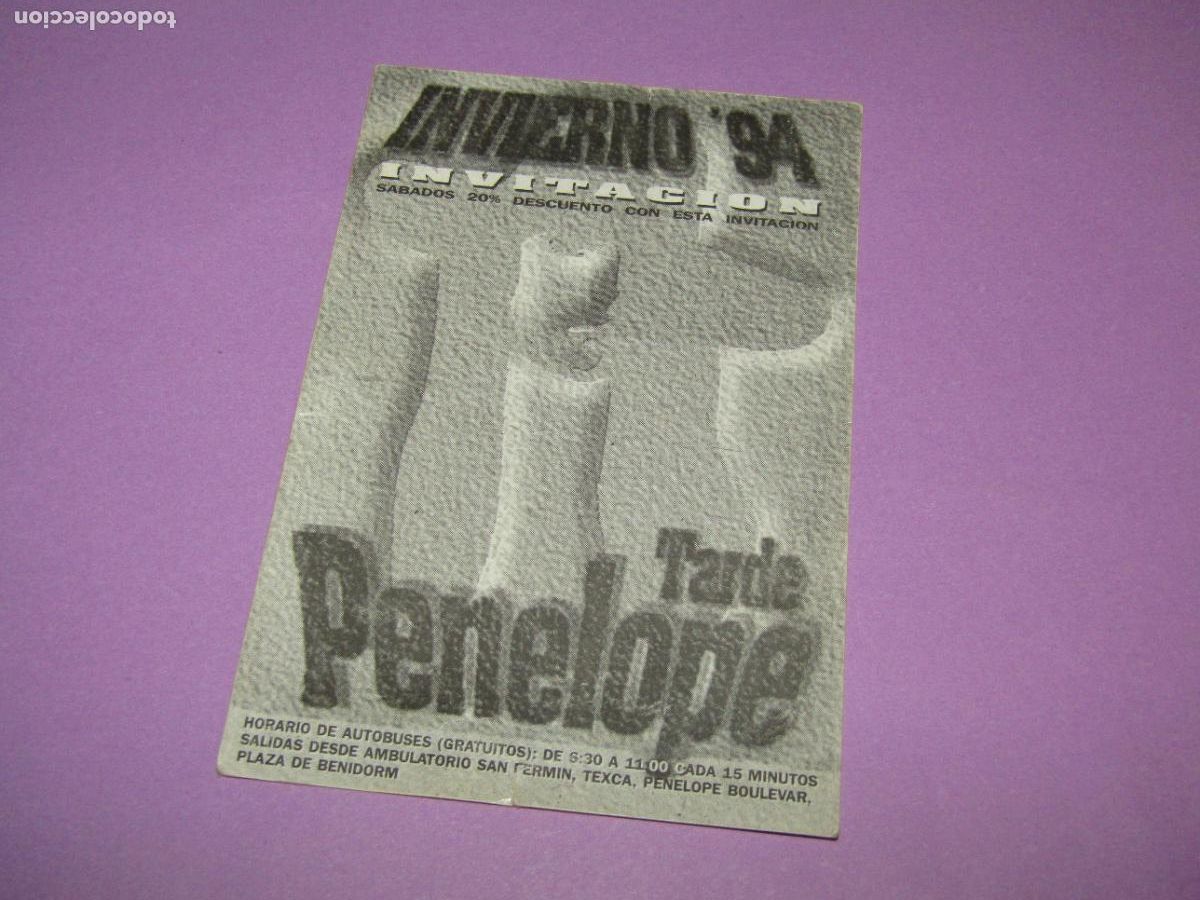 todocoleccion
INVIERNO '94
INVITACION
SABADOS 20% DESCUENTO CON ESTA INVITACION
Tarde
Penelope
HORARIO DE AUTOBUSES (GRATUITOS): DE 6:30 A 11:00 CADA 15 MINUTOS
SALIDAS DESDE AMBULATORIO SAN FERMIN, TEXCA, PENELOPE BOULEVAR,
PLAZA DE BENIDORM